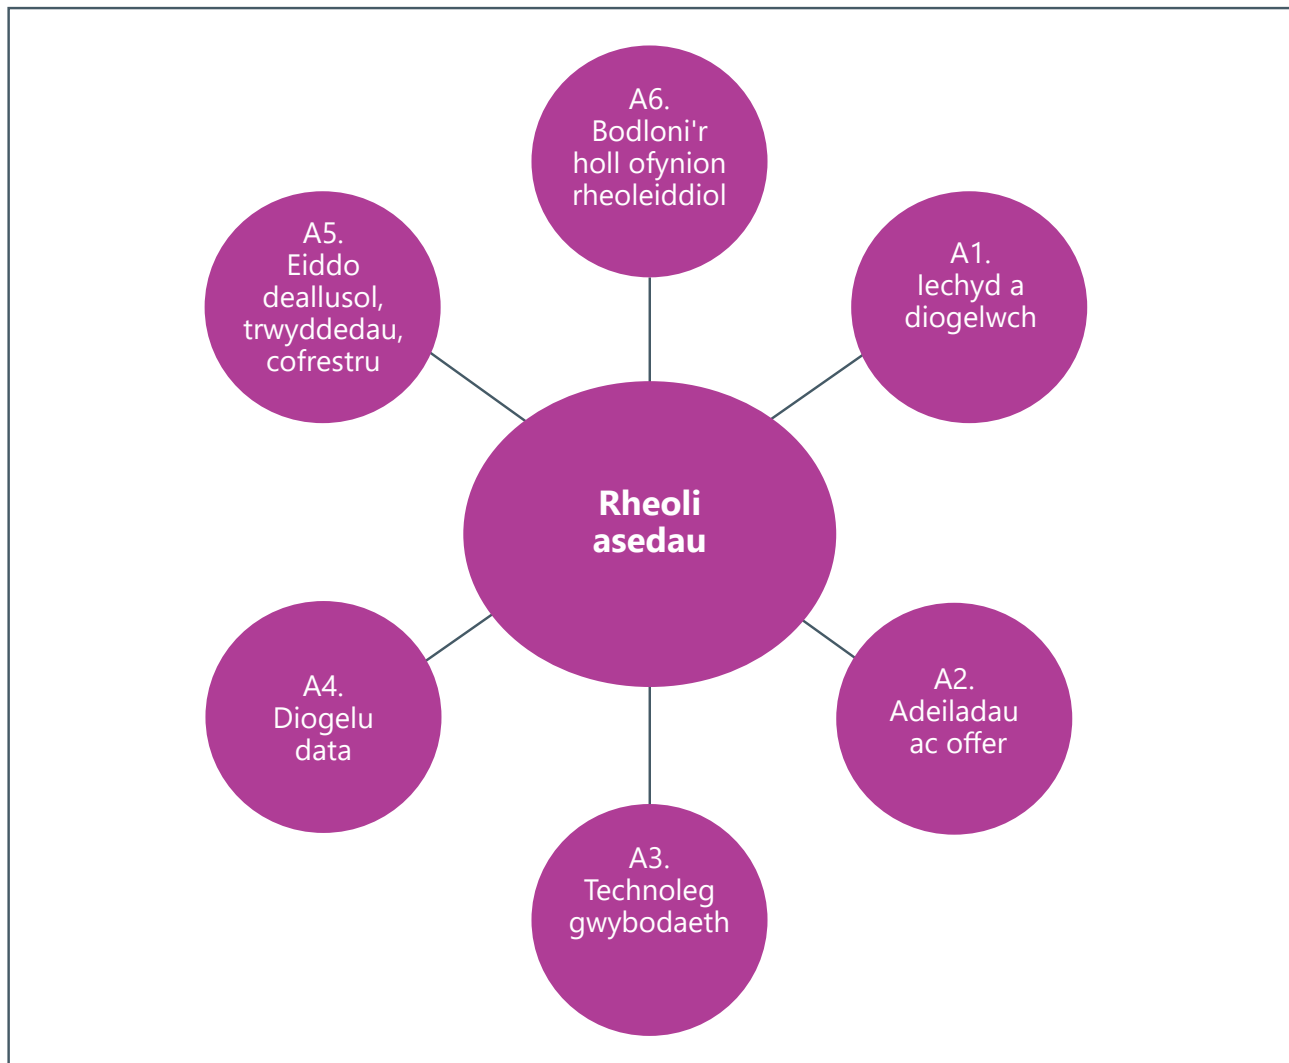 A6.
Bodloni'r
holl ofynion
rheoleiddiol
A5.
Eiddo
deallusol,
trwyddedau,
cofrestru
A1.
Iechyd a
diogelwch
Rheoli
asedau
A4.
Diogelu
data
A2.
Adeiladau
ac offer
A3.
Technoleg
gwybodaeth